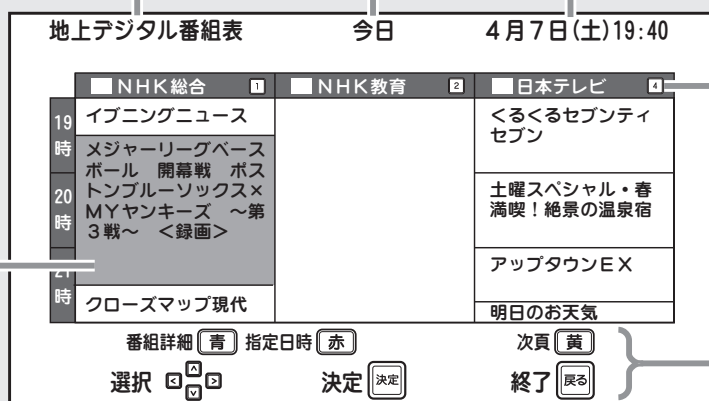 地上デジタル番組表 今日 4月7日(土)19:40
NHK総合 1 NHK教育 2 日本テレビ 4
19時
20時
21時
イブニングニュース
メジャーリーグベース
ボール 開幕戦 ボス
トンブルーソックス×
MYヤンキーズ ～第
3戦～ <録画>
クローズマップ現代
くるくるセブンティ
セブン
土曜スペシャル・春
満喫！絶景の温泉宿
アップタウンEX
明日のお天気
番組詳細 青 指定日時 赤 次頁 黄
選択 決定 決定 終了 戻る